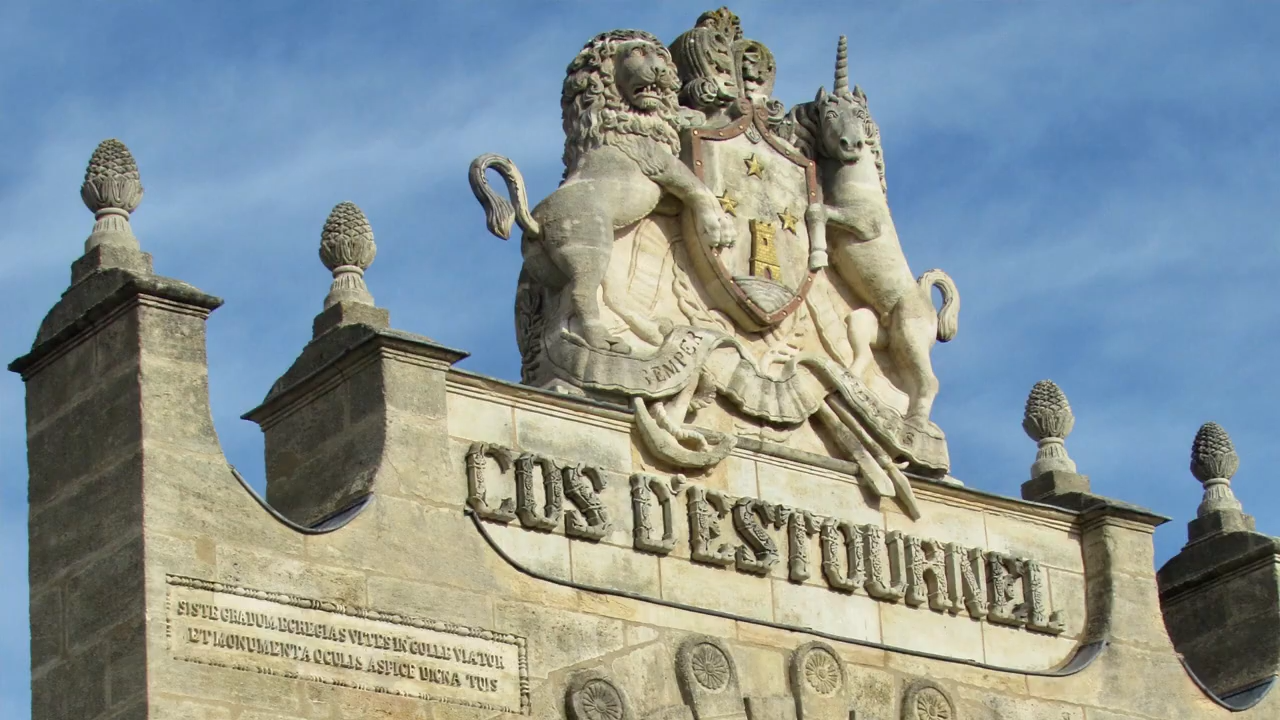 SEMPER
COS D'ESTOURNEL
SISTE GRADUM EGREGIAS VITES IN COLLE VIATOR
ET MONUMENTA OCULIS ASPICE DIGNA TUIS